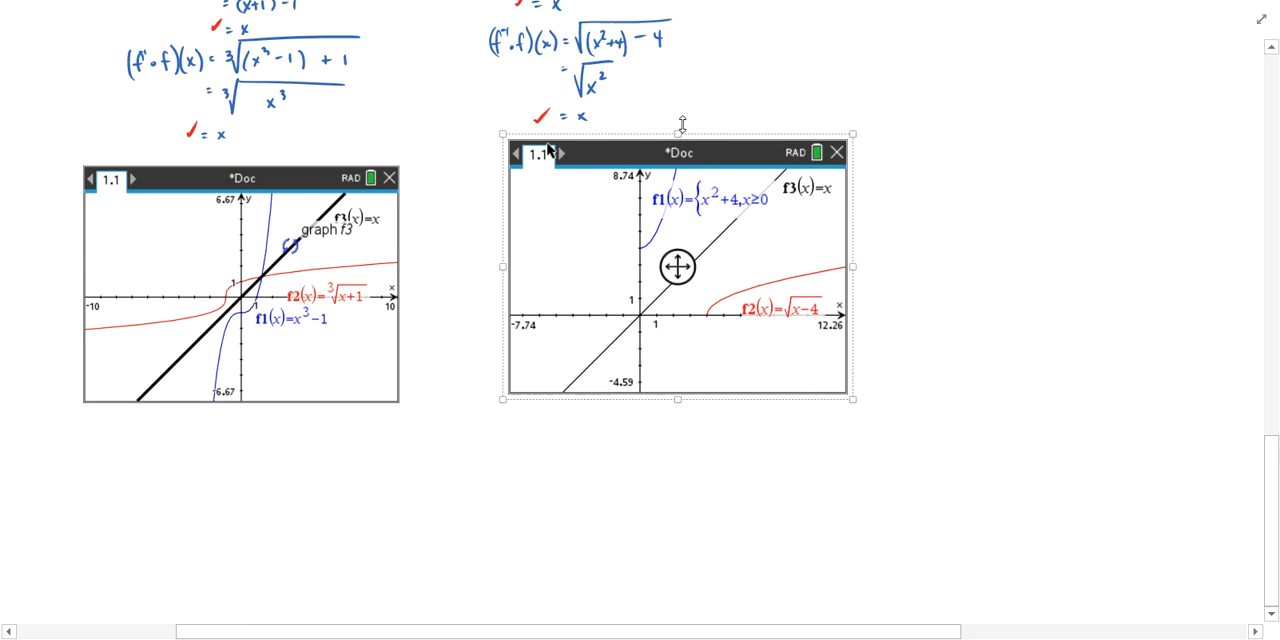 = (x+1) - 1
✓ = x
(f⁻¹∘f)(x) = ∛((x³ - 1) + 1)
= ∛(x³)
✓ = x
✓ = x
(f⁻¹∘f)(x) = √((x²+4) - 4)
= √(x²)
✓ = x
1.1 *Doc RAD
6.67 y
f3(x)=x
graph f3
1
x
-10
f2(x)=∛(x+1)
1
10
f1(x)=x³-1
-6.67
1.1 *Doc RAD
8.74 y
f1(x)={x²+4,x≥0
f3(x)=x
1
x
f2(x)=√(x-4)
-7.74
1
12.26
-4.59